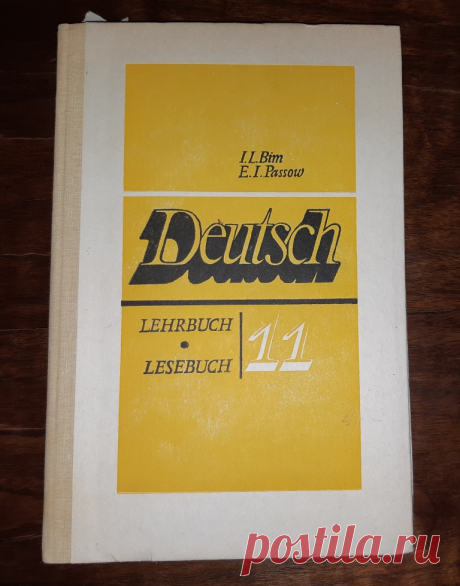 I.L.Bim
E.I.Passow
Deutsch
LEHRBUCH
•
LESEBUCH
11
postila.ru